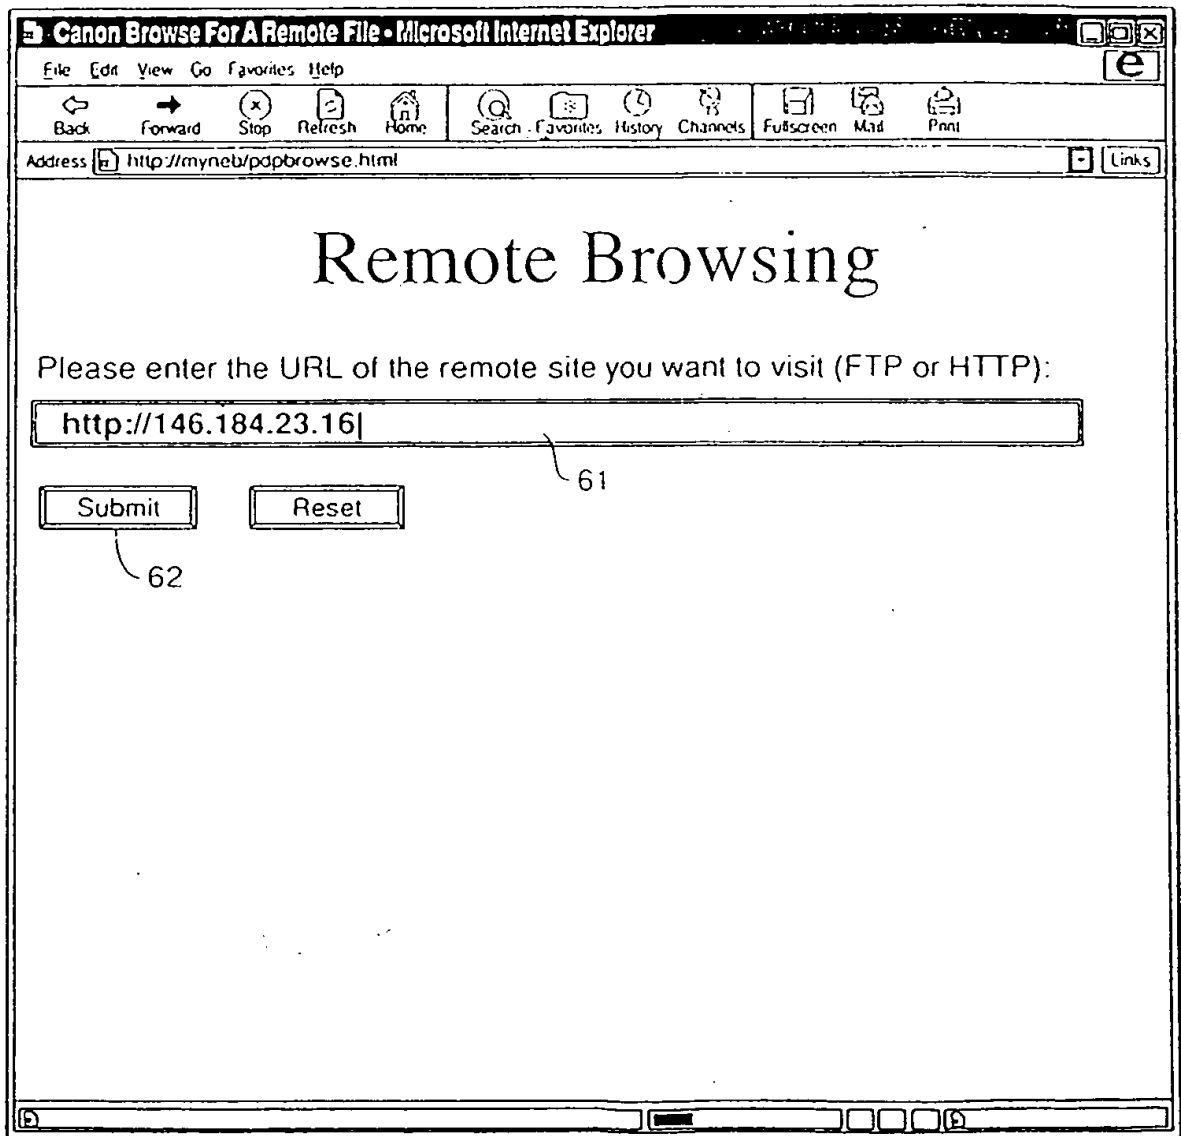 Canon Browse For A Remote File • Microsoft Internet Explorer
File Edit View Go Favorites Help
e
Back Forward Stop Refresh Home Search Favorites History Channels Fullscreen Mail Print
Address http://myneb/pdpbrowse.html Links
Remote Browsing
Please enter the URL of the remote site you want to visit (FTP or HTTP):
http://146.184.23.16
61
Submit Reset
62